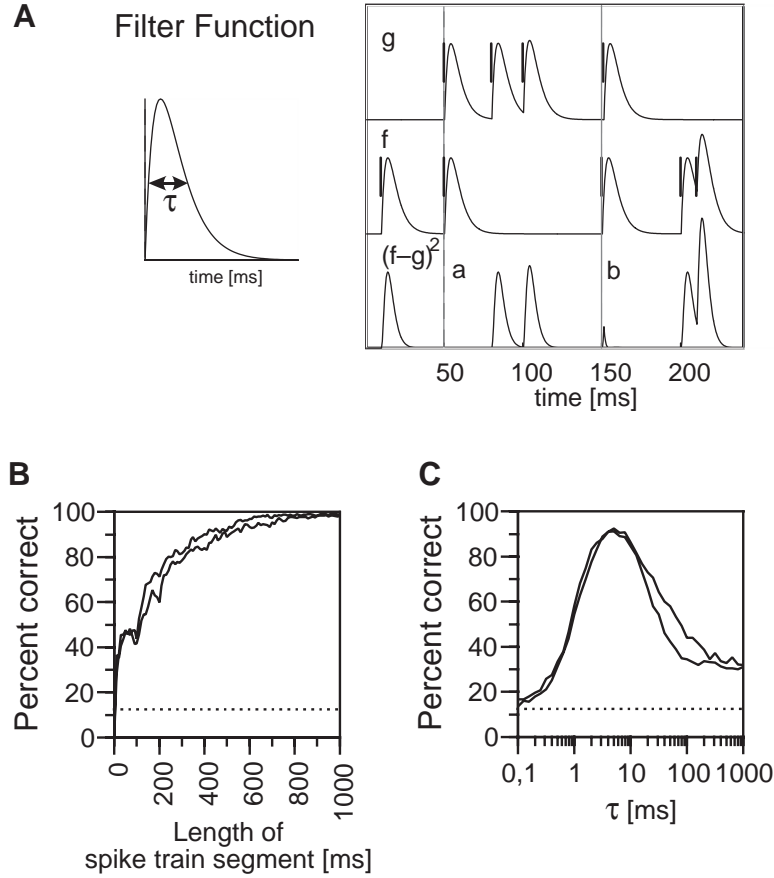 A
Filter Function
τ
time [ms]
g
f
(f–g)2
a
b
50 100 150 200
time [ms]
B
Percent correct
100
80
60
40
20
0
0 200 400 600 800 1000
Length of
spike train segment [ms]
C
Percent correct
100
80
60
40
20
0
0,1 1 10 100 1000
τ [ms]